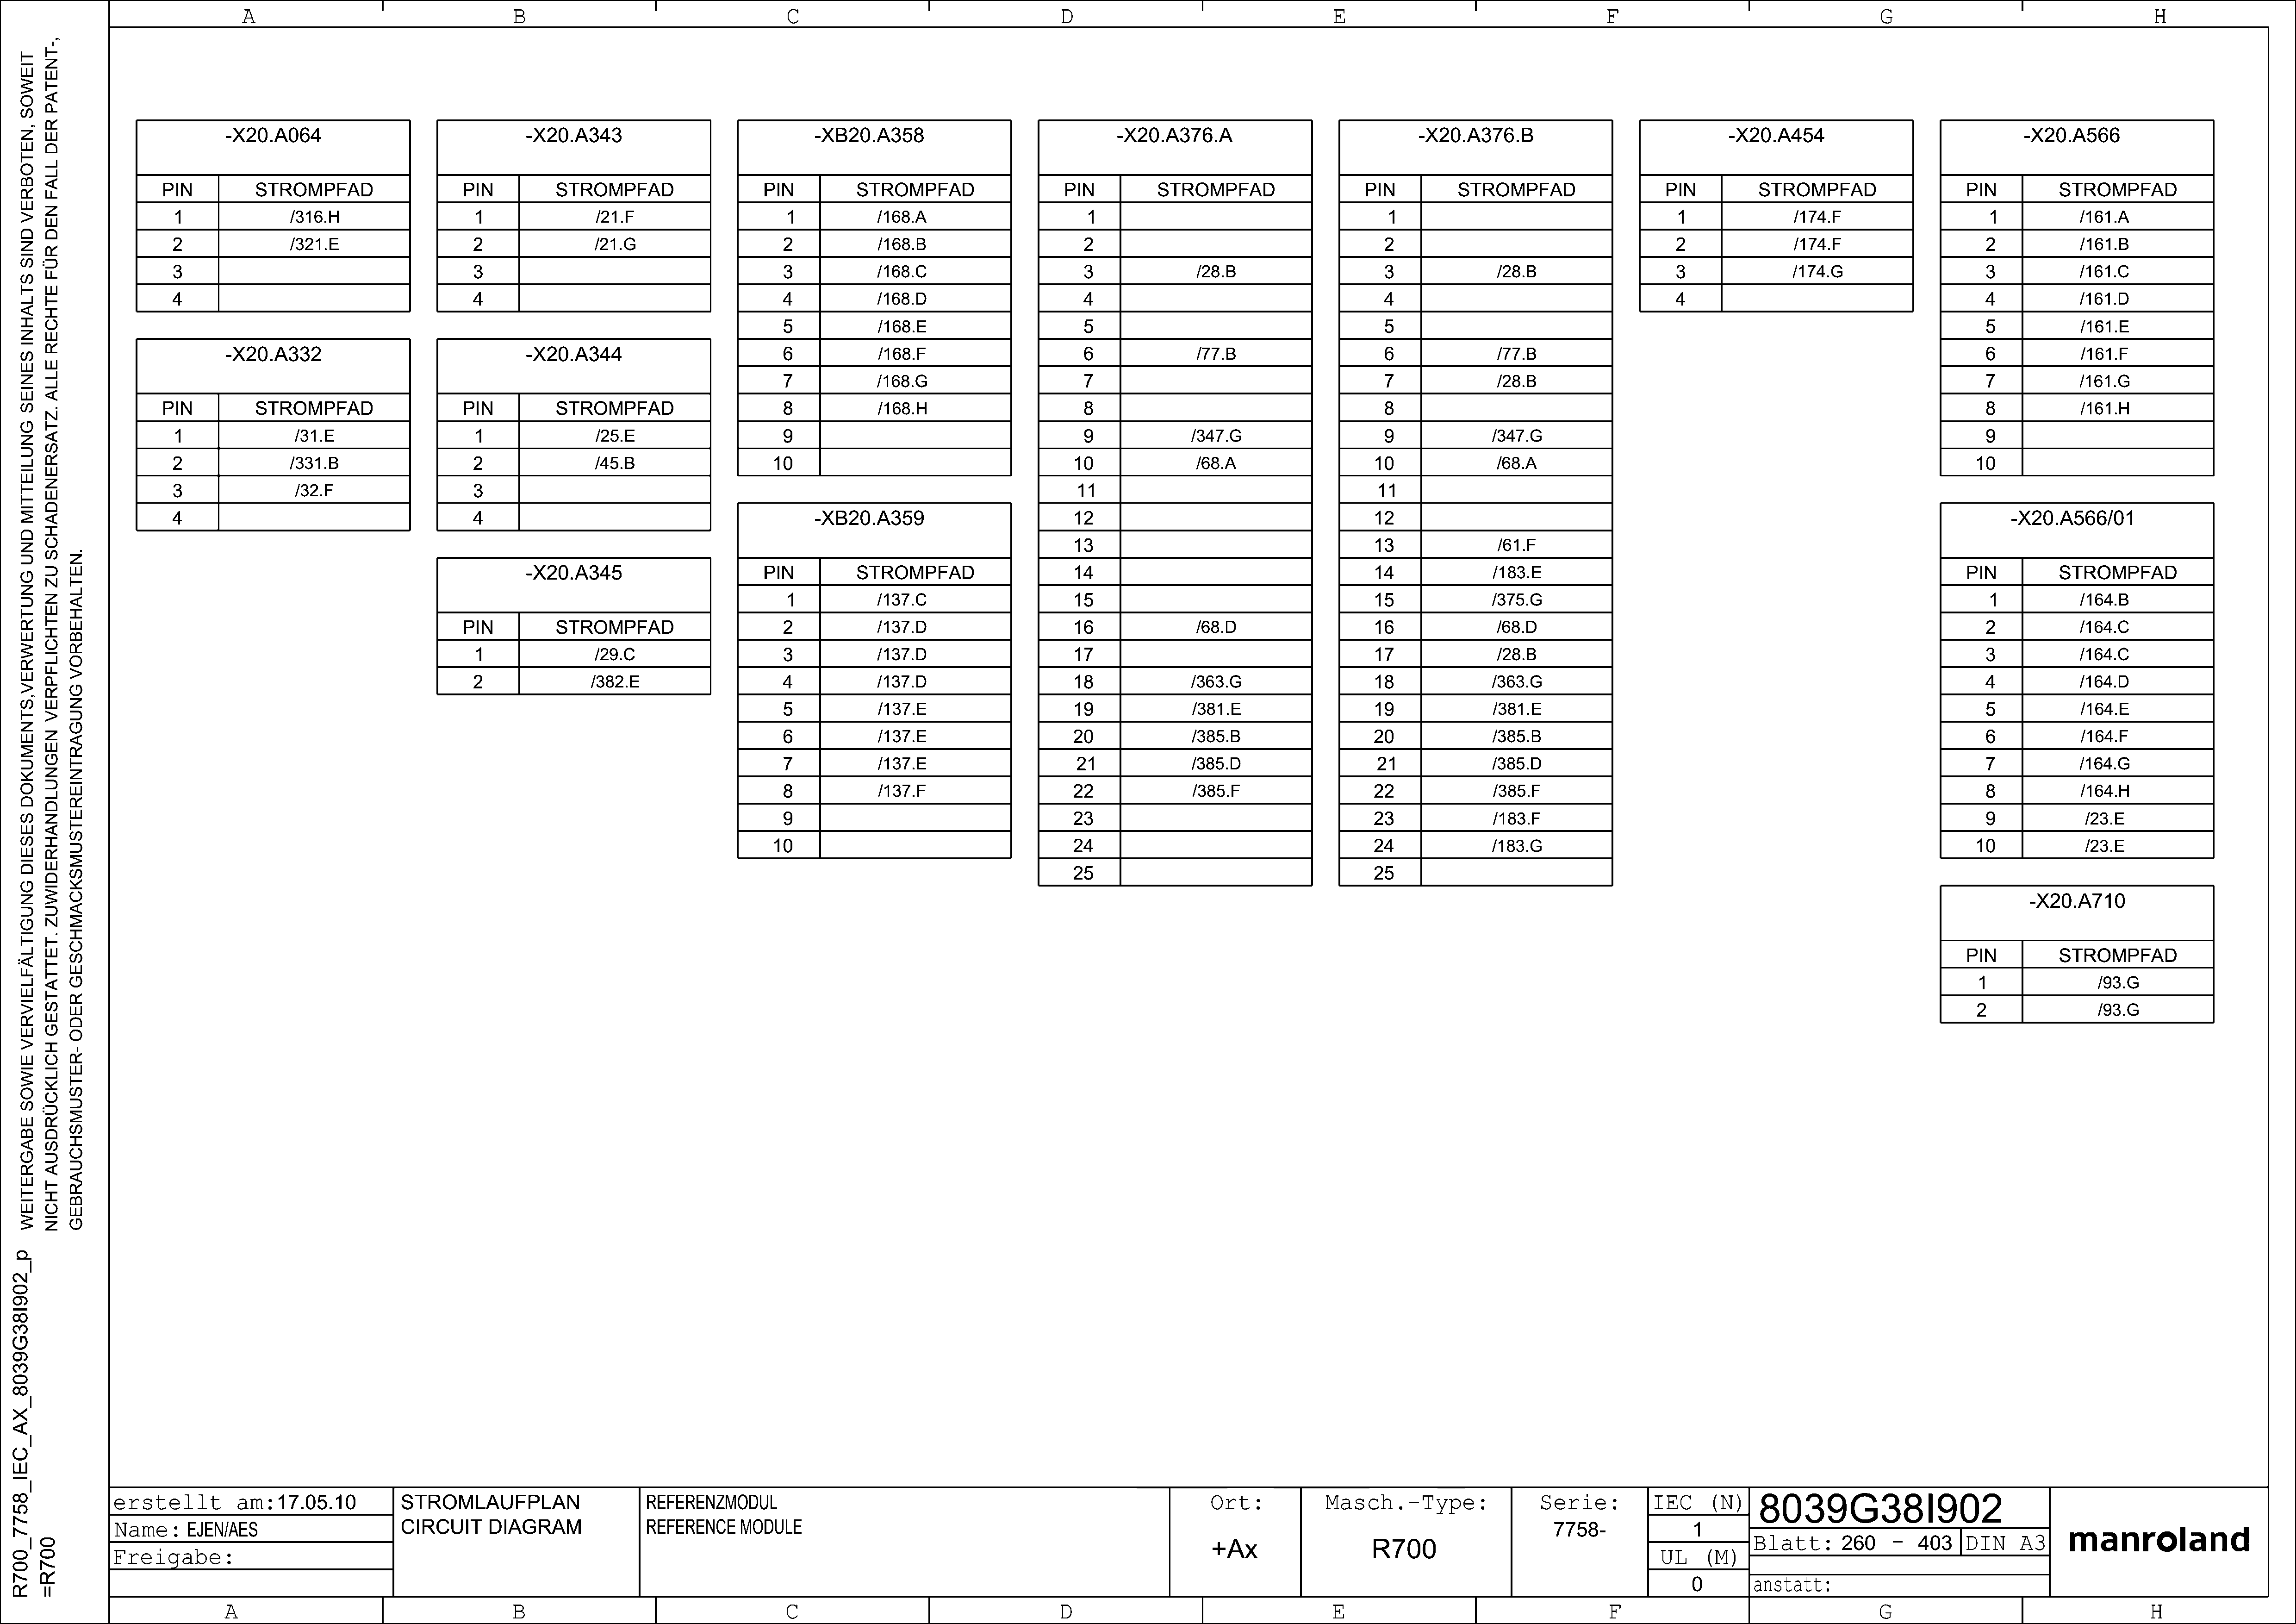 A B C D E F G H
-X20.A064
PIN STROMPFAD
1 /316.H
2 /321.E
3
4
-X20.A332
PIN STROMPFAD
1 /31.E
2 /331.B
3 /32.F
4
-X20.A343
PIN STROMPFAD
1 /21.F
2 /21.G
3
4
-X20.A344
PIN STROMPFAD
1 /25.E
2 /45.B
3
4
-X20.A345
PIN STROMPFAD
1 /29.C
2 /382.E
-XB20.A358
PIN STROMPFAD
1 /168.A
2 /168.B
3 /168.C
4 /168.D
5 /168.E
6 /168.F
7 /168.G
8 /168.H
9
10
-XB20.A359
PIN STROMPFAD
1 /137.C
2 /137.D
3 /137.D
4 /137.D
5 /137.E
6 /137.E
7 /137.E
8 /137.F
9
10
-X20.A376.A
PIN STROMPFAD
1
2
3 /28.B
4
5
6 /77.B
7
8
9 /347.G
10 /68.A
11
12
13
14
15
16 /68.D
17
18 /363.G
19 /381.E
20 /385.B
21 /385.D
22 /385.F
23
24
25
-X20.A376.B
PIN STROMPFAD
1
2
3 /28.B
4
5
6 /77.B
7 /28.B
8
9 /347.G
10 /68.A
11
12
13 /61.F
14 /183.E
15 /375.G
16 /68.D
17 /28.B
18 /363.G
19 /381.E
20 /385.B
21 /385.D
22 /385.F
23 /183.F
24 /183.G
25
-X20.A454
PIN STROMPFAD
1 /174.F
2 /174.F
3 /174.G
4
-X20.A566
PIN STROMPFAD
1 /161.A
2 /161.B
3 /161.C
4 /161.D
5 /161.E
6 /161.F
7 /161.G
8 /161.H
9
10
-X20.A566/01
PIN STROMPFAD
1 /164.B
2 /164.C
3 /164.C
4 /164.D
5 /164.E
6 /164.F
7 /164.G
8 /164.H
9 /23.E
10 /23.E
-X20.A710
PIN STROMPFAD
1 /93.G
2 /93.G
WEITERGABE SOWIE VERVIELFÄLTIGUNG DIESES DOKUMENTS,VERWERTUNG UND MITTEILUNG SEINES INHALTS SIND VERBOTEN, SOWEIT
NICHT AUSDRÜCKLICH GESTATTET. ZUWIDERHANDLUNGEN VERPFLICHTEN ZU SCHADENERSATZ. ALLE RECHTE FÜR DEN FALL DER PATENT-,
GEBRAUCHSMUSTER- ODER GESCHMACKSMUSTEREINTRAGUNG VORBEHALTEN.
R700_7758_IEC_AX_8039G38I902_p
=R700
erstellt am:17.05.10
Name: EJEN/AES
Freigabe:
STROMLAUFPLAN
CIRCUIT DIAGRAM
REFERENZMODUL
REFERENCE MODULE
Ort:
+Ax
Masch.-Type:
R700
Serie:
7758-
IEC (N)
1
UL (M)
0
8039G38I902
Blatt: 260 - 403 DIN A3
anstatt:
manroland
A B C D E F G H